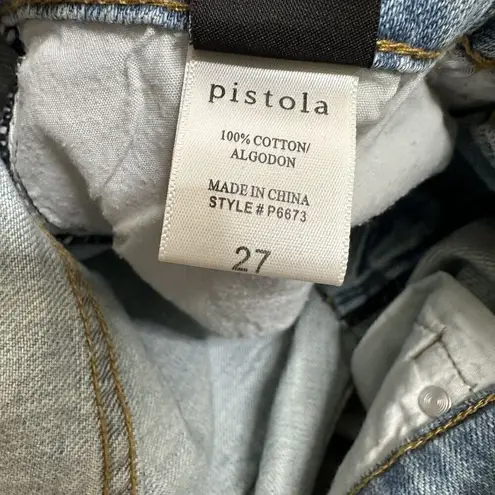 pistola
100% COTTON/
ALGODON
MADE IN CHINA
STYLE # P6673
27